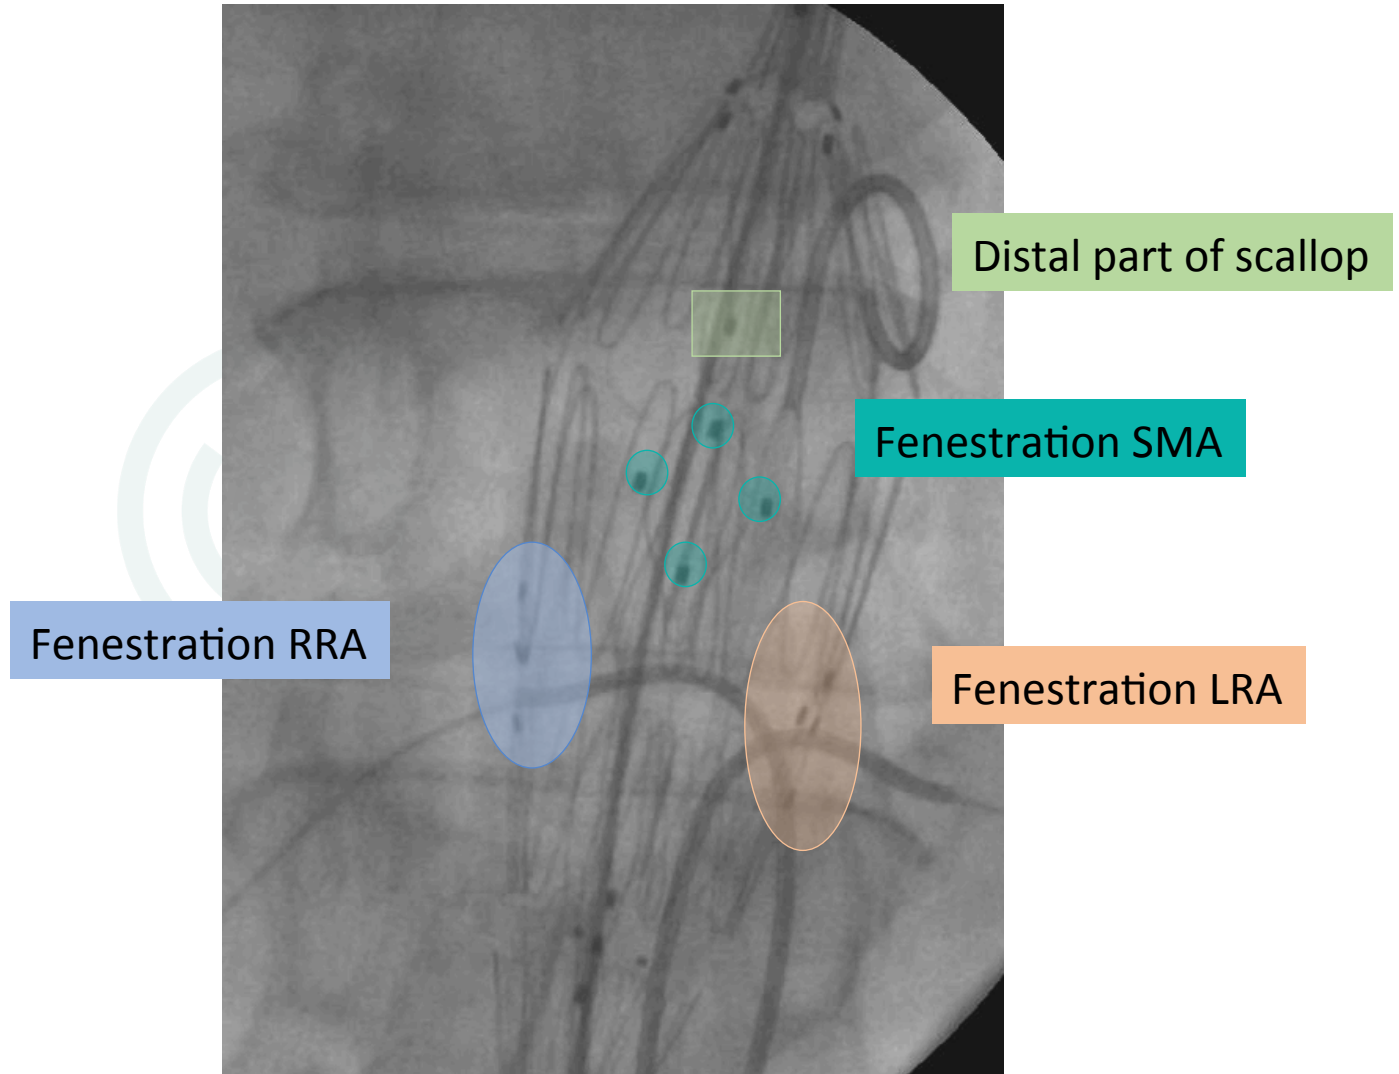 Distal part of scallop
Fenestration SMA
Fenestration RRA
Fenestration LRA